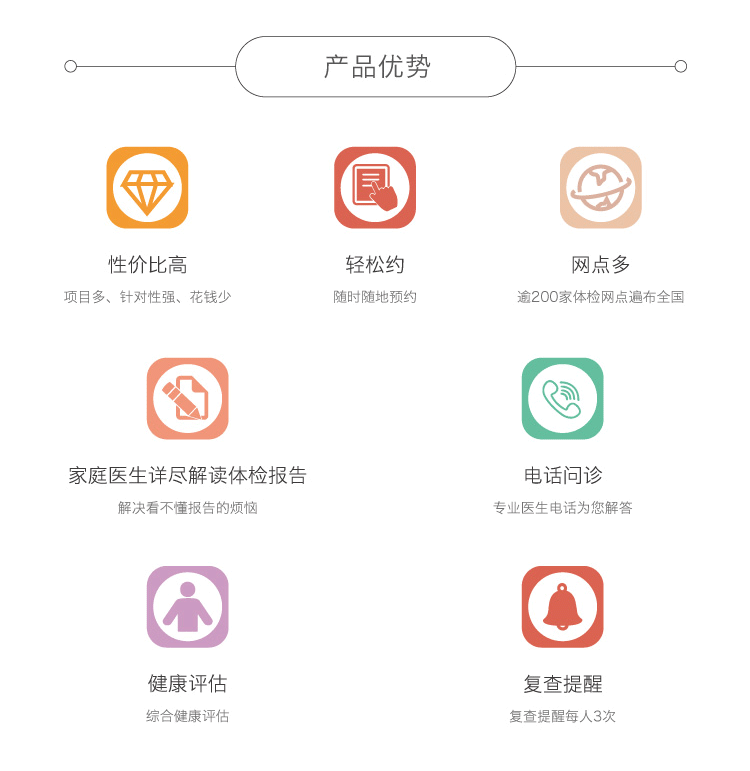 产品优势
性价比高
项目多、针对性强、花钱少
轻松约
随时随地预约
网点多
逾200家体检网点遍布全国
家庭医生详尽解读体检报告
解决看不懂报告的烦恼
电话问诊
专业医生电话为您解答
健康评估
综合健康评估
复查提醒
复查提醒每人3次